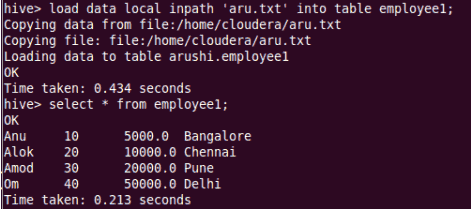 hive> load data local inpath 'aru.txt' into table employee1;
Copying data from file:/home/cloudera/aru.txt
Copying file: file:/home/cloudera/aru.txt
Loading data to table arushi.employee1
OK
Time taken: 0.434 seconds
hive> select * from employee1;
OK
Anu     10      5000.0  Bangalore
Alok    20      10000.0 Chennai
Amod    30      20000.0 Pune
Om      40      50000.0 Delhi
Time taken: 0.213 seconds